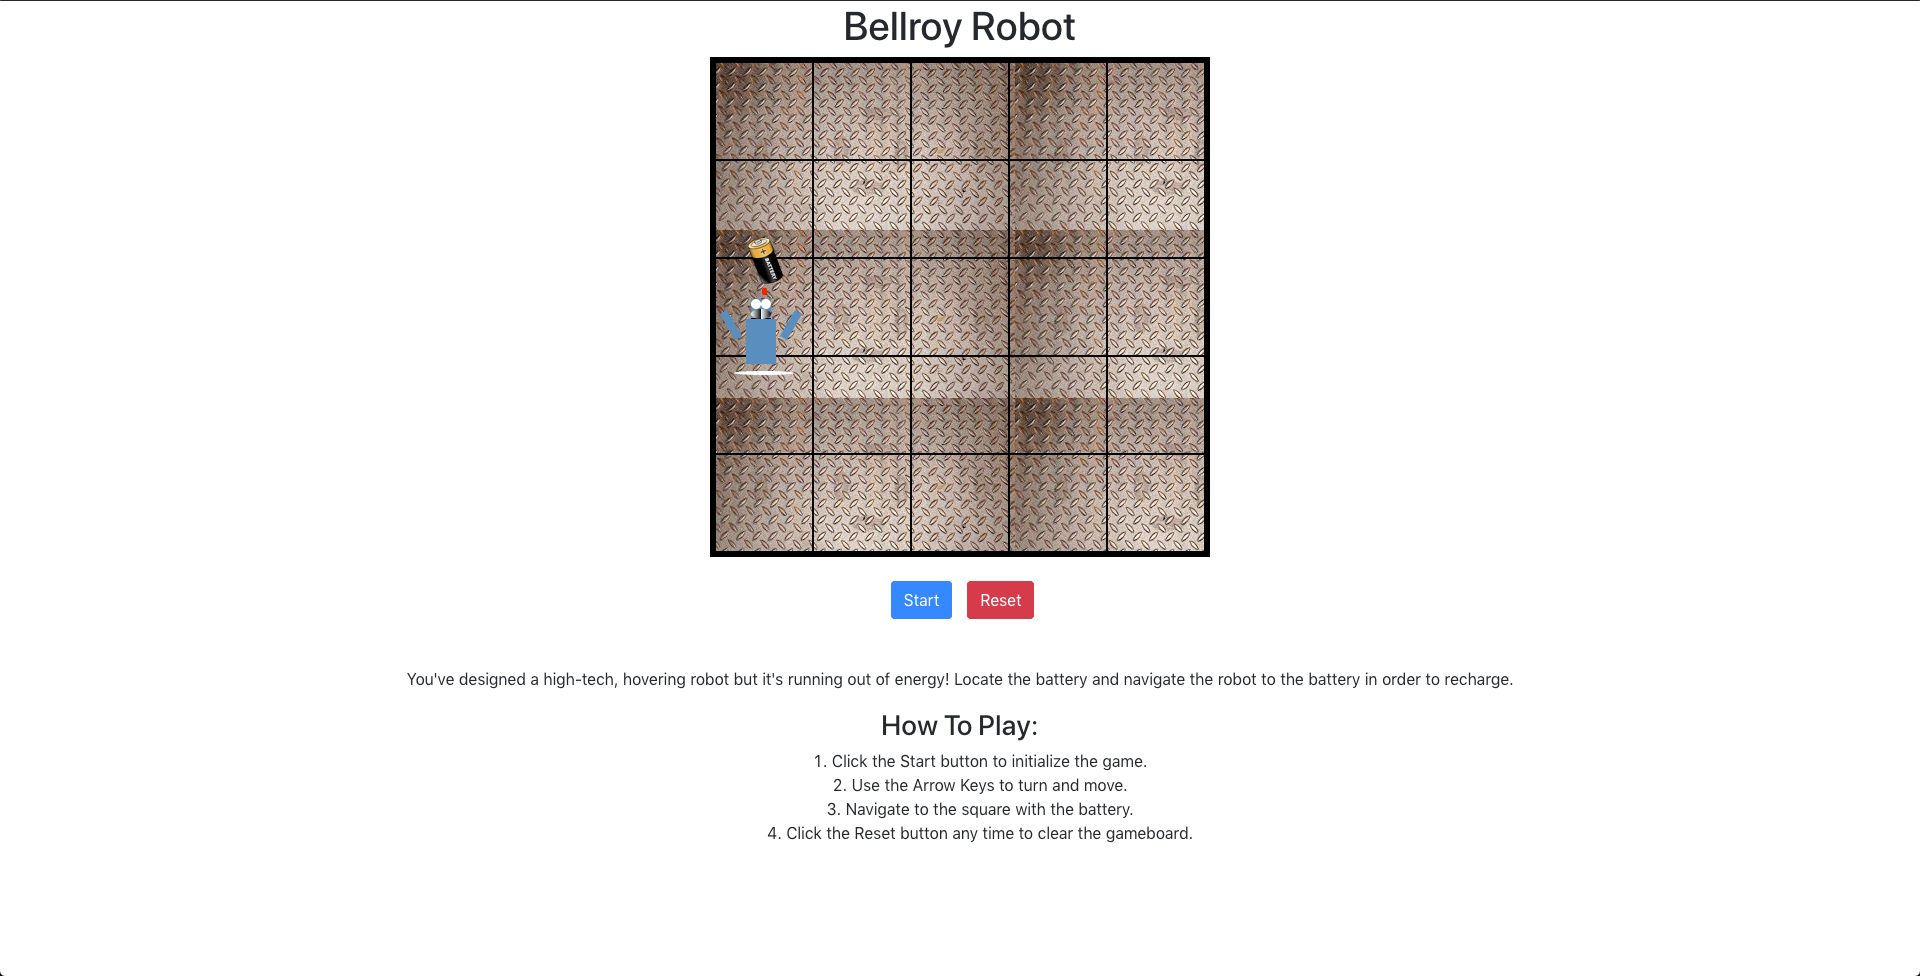 Bellroy Robot
BATTERY
Start Reset
You've designed a high-tech, hovering robot but it's running out of energy! Locate the battery and navigate the robot to the battery in order to recharge.
How To Play:
1. Click the Start button to initialize the game.
2. Use the Arrow Keys to turn and move.
3. Navigate to the square with the battery.
4. Click the Reset button any time to clear the gameboard.